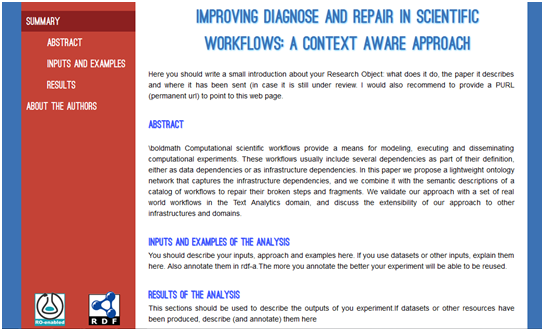 SUMMARY
ABSTRACT
INPUTS AND EXAMPLES
RESULTS
ABOUT THE AUTHORS
RO-enabled
RDF
IMPROVING DIAGNOSE AND REPAIR IN SCIENTIFIC
WORKFLOWS: A CONTEXT AWARE APPROACH
Here you should write a small introduction about your Research Object: what does it do, the paper it describes
and where it has been sent (in case it is still under review. I would also recommend to provide a PURL
(permanent url) to point to this web page.
ABSTRACT
\boldmath Computational scientific workflows provide a means for modeling, executing and disseminating
computational experiments. These workflows usually include several dependencies as part of their definition,
either as data dependencies or as infrastructure dependencies. In this paper we propose a lightweight ontology
network that captures the infrastructure dependencies, and we combine it with the semantic descriptions of a
catalog of workflows to repair their broken steps and fragments. We validate our approach with a set of real
world workflows in the Text Analytics domain, and discuss the extensibility of our approach to other
infrastructures and domains.
INPUTS AND EXAMPLES OF THE ANALYSIS
You should describe your inputs, approach and examples here. If you use datasets or other inputs, explain them
here. Also annotate them in rdf-a.The more you annotate the better your experiment will be able to be reused.
RESULTS OF THE ANALYSIS
This sections should be used to describe the outputs of you experiment.If datasets or other resources have
been produced, describe (and annotate) them here